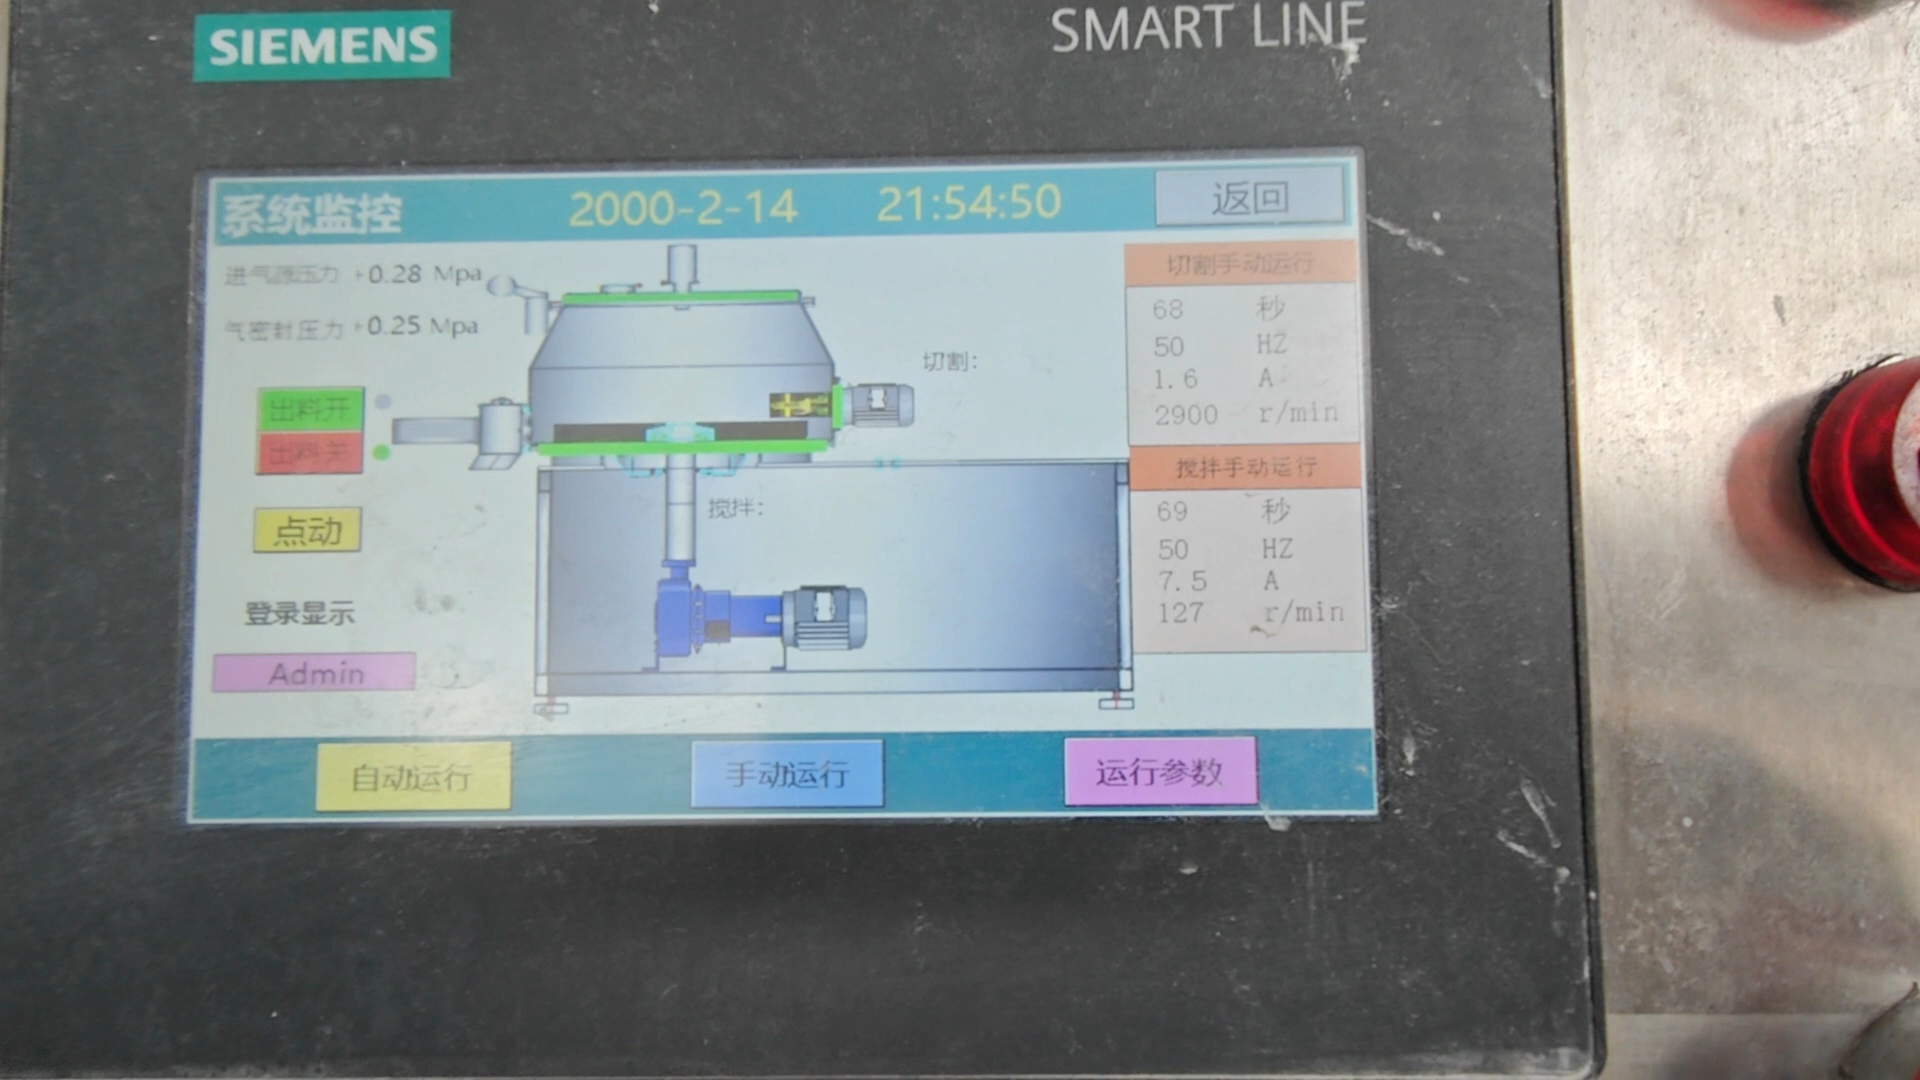 SIEMENS
SMART LINE
系统监控 2000-2-14 21:54:50 返回
进气源压力 +0.28 Mpa
气密封压力 +0.25 Mpa
出料开
出料关
点动
登录显示
Admin
切割:
搅拌:
切割手动运行
68 秒
50 HZ
1.6 A
2900 r/min
搅拌手动运行
69 秒
50 HZ
7.5 A
127 r/min
自动运行 手动运行 运行参数